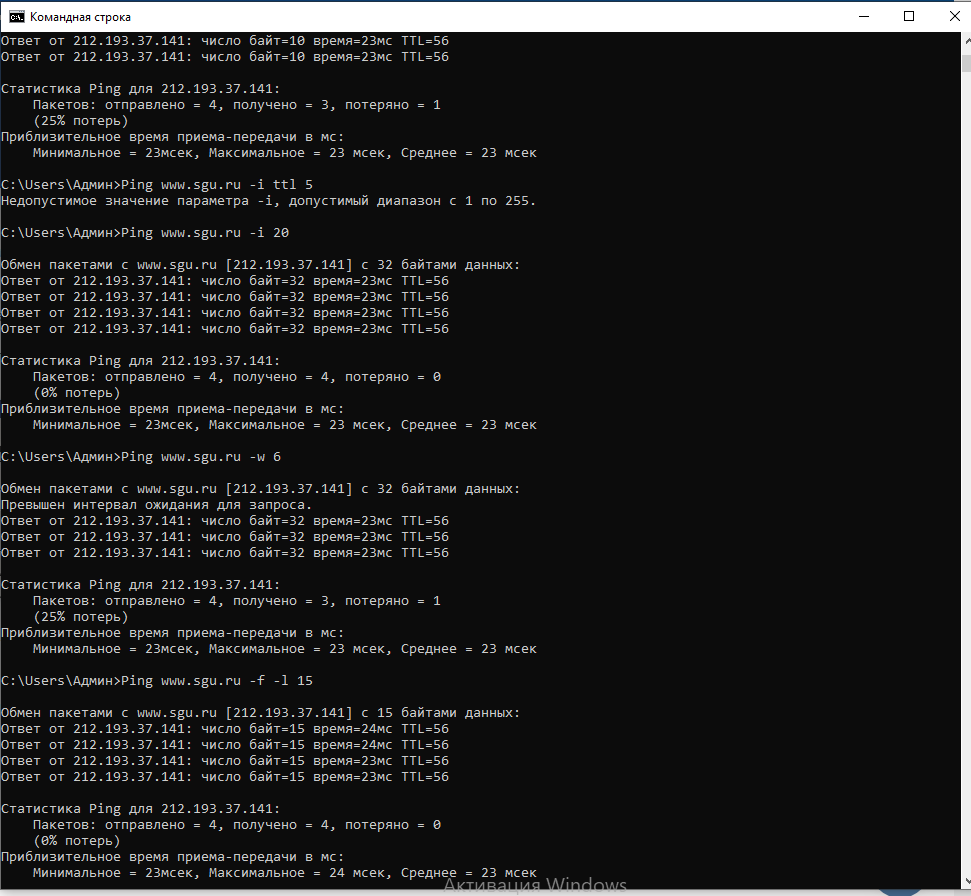 Командная строка
Ответ от 212.193.37.141: число байт=10 время=23мс TTL=56
Ответ от 212.193.37.141: число байт=10 время=23мс TTL=56
Статистика Ping для 212.193.37.141:
    Пакетов: отправлено = 4, получено = 3, потеряно = 1
    (25% потерь)
Приблизительное время приема-передачи в мс:
    Минимальное = 23мсек, Максимальное = 23 мсек, Среднее = 23 мсек
C:\Users\Админ>Ping www.sgu.ru -i ttl 5
Недопустимое значение параметра -i, допустимый диапазон с 1 по 255.
C:\Users\Админ>Ping www.sgu.ru -i 20
Обмен пакетами с www.sgu.ru [212.193.37.141] с 32 байтами данных:
Ответ от 212.193.37.141: число байт=32 время=23мс TTL=56
Ответ от 212.193.37.141: число байт=32 время=23мс TTL=56
Ответ от 212.193.37.141: число байт=32 время=23мс TTL=56
Ответ от 212.193.37.141: число байт=32 время=23мс TTL=56
Статистика Ping для 212.193.37.141:
    Пакетов: отправлено = 4, получено = 4, потеряно = 0
    (0% потерь)
Приблизительное время приема-передачи в мс:
    Минимальное = 23мсек, Максимальное = 23 мсек, Среднее = 23 мсек
C:\Users\Админ>Ping www.sgu.ru -w 6
Обмен пакетами с www.sgu.ru [212.193.37.141] с 32 байтами данных:
Превышен интервал ожидания для запроса.
Ответ от 212.193.37.141: число байт=32 время=23мс TTL=56
Ответ от 212.193.37.141: число байт=32 время=23мс TTL=56
Ответ от 212.193.37.141: число байт=32 время=23мс TTL=56
Статистика Ping для 212.193.37.141:
    Пакетов: отправлено = 4, получено = 3, потеряно = 1
    (25% потерь)
Приблизительное время приема-передачи в мс:
    Минимальное = 23мсек, Максимальное = 23 мсек, Среднее = 23 мсек
C:\Users\Админ>Ping www.sgu.ru -f -l 15
Обмен пакетами с www.sgu.ru [212.193.37.141] с 15 байтами данных:
Ответ от 212.193.37.141: число байт=15 время=24мс TTL=56
Ответ от 212.193.37.141: число байт=15 время=24мс TTL=56
Ответ от 212.193.37.141: число байт=15 время=23мс TTL=56
Ответ от 212.193.37.141: число байт=15 время=23мс TTL=56
Статистика Ping для 212.193.37.141:
    Пакетов: отправлено = 4, получено = 4, потеряно = 0
    (0% потерь)
Приблизительное время приема-передачи в мс:
    Минимальное = 23мсек, Максимальное = 24 мсек, Среднее = 23 мсек
Активация Windows